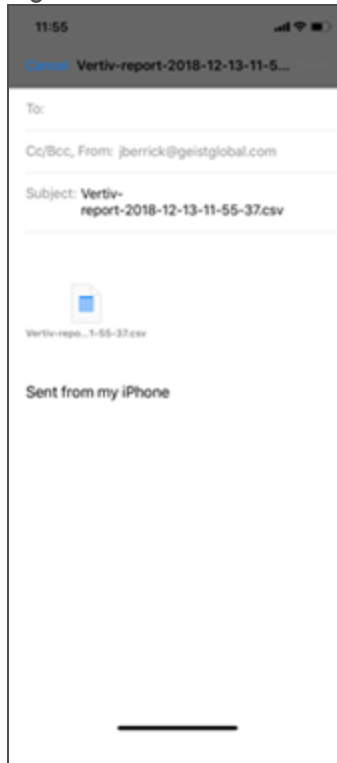 11:55
Cancel Vertiv-report-2018-12-13-11-5...
To:
Cc/Bcc, From: jberrick@geistglobal.com
Subject: Vertiv-
report-2018-12-13-11-55-37.csv
Vertiv-repo...1-55-37.csv
Sent from my iPhone